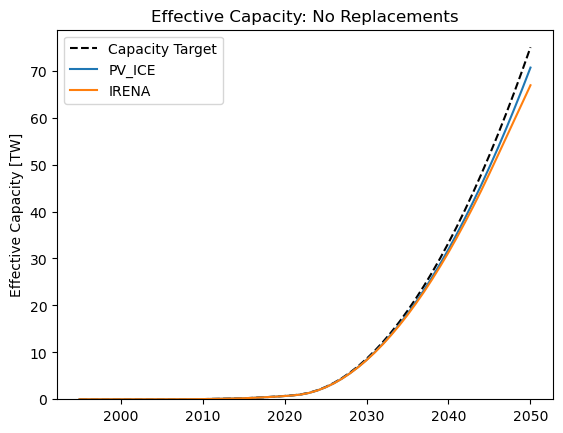 Effective Capacity: No Replacements
Capacity Target
PV_ICE
IRENA
Effective Capacity [TW]
70
60
50
40
30
20
10
0
2000 2010 2020 2030 2040 2050